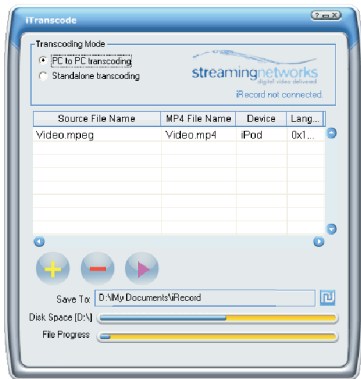 iTranscode
Transcoding Mode
PC to PC transcoding
Standalone transcoding
streamingnetworks
digital video delivered
iRecord not connected.
Source File Name MP4 File Name Device Lang...
Video.mpeg Video.mp4 iPod 0x1...
Save To: D:\My Documents\iRecord
Disk Space [D:\]
File Progress